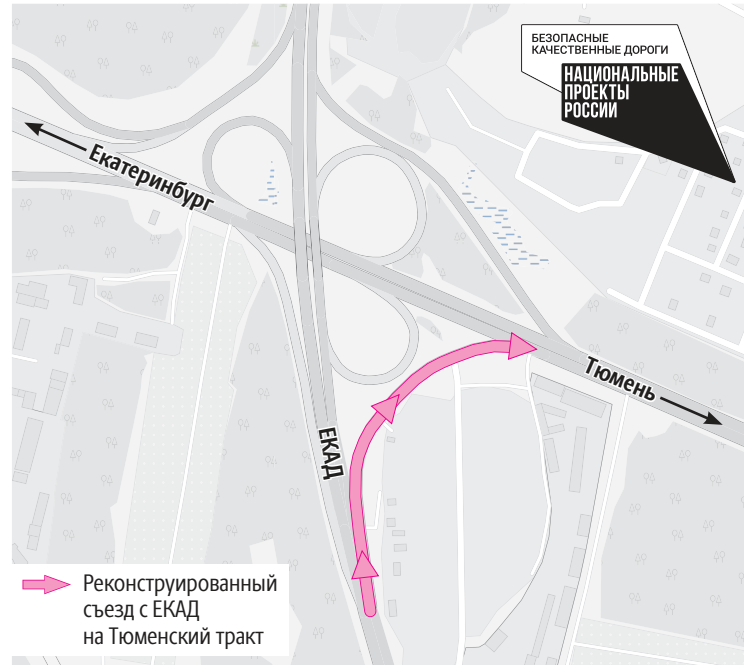 БЕЗОПАСНЫЕ
КАЧЕСТВЕННЫЕ ДОРОГИ
НАЦИОНАЛЬНЫЕ
ПРОЕКТЫ
РОССИИ
Екатеринбург
Тюмень
ЕКАД
Реконструированный
съезд с ЕКАД
на Тюменский тракт